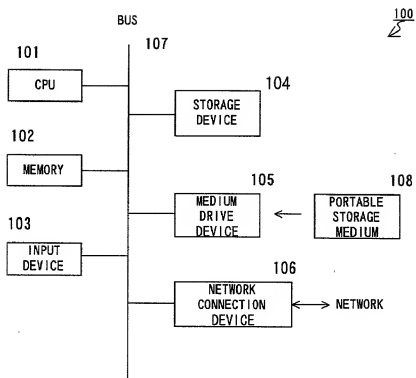 100
BUS
107
101
CPU
104
STORAGE
DEVICE
102
MEMORY
105
MEDIUM
DRIVE
DEVICE
108
PORTABLE
STORAGE
MEDIUM
103
INPUT
DEVICE
106
NETWORK
CONNECTION
DEVICE
NETWORK